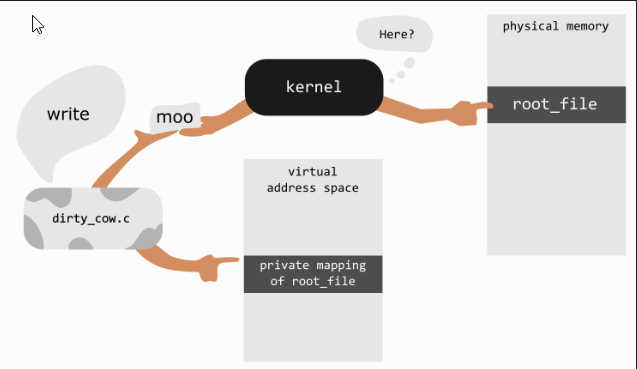 Here?
physical memory
kernel
root_file
write
moo
virtual
address space
dirty_cow.c
private mapping
of root_file